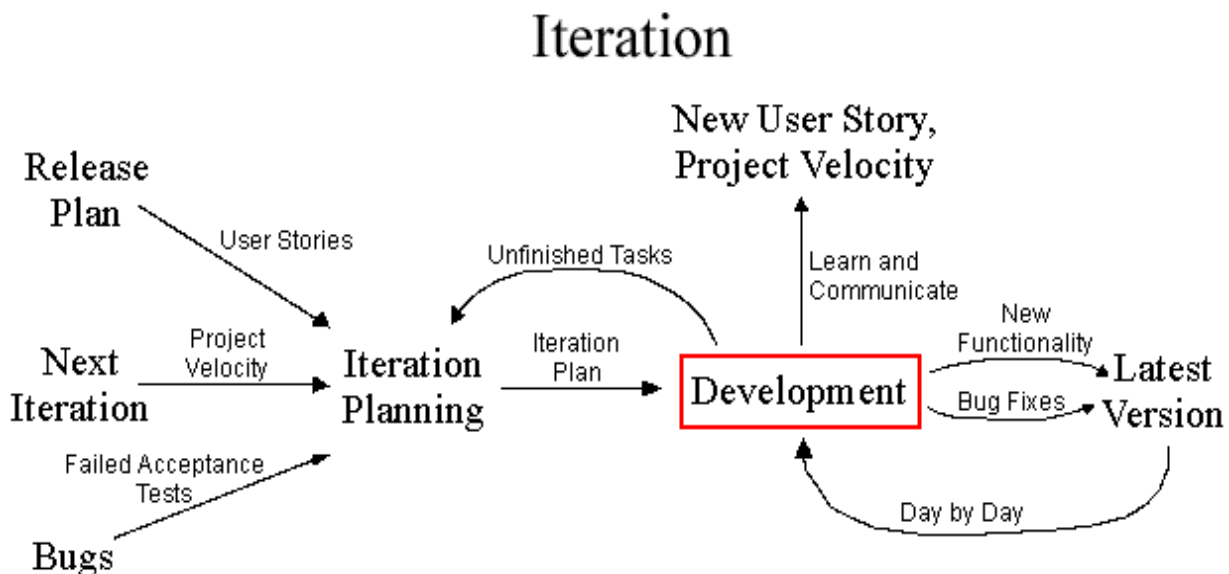 Iteration
New User Story,
Project Velocity
Release
Plan
User Stories
Unfinished Tasks
Learn and
Communicate
New
Functionality
Project
Velocity
Next
Iteration
Iteration
Planning
Iteration
Plan
Development
Bug Fixes
Latest
Version
Failed Acceptance
Tests
Day by Day
Bugs